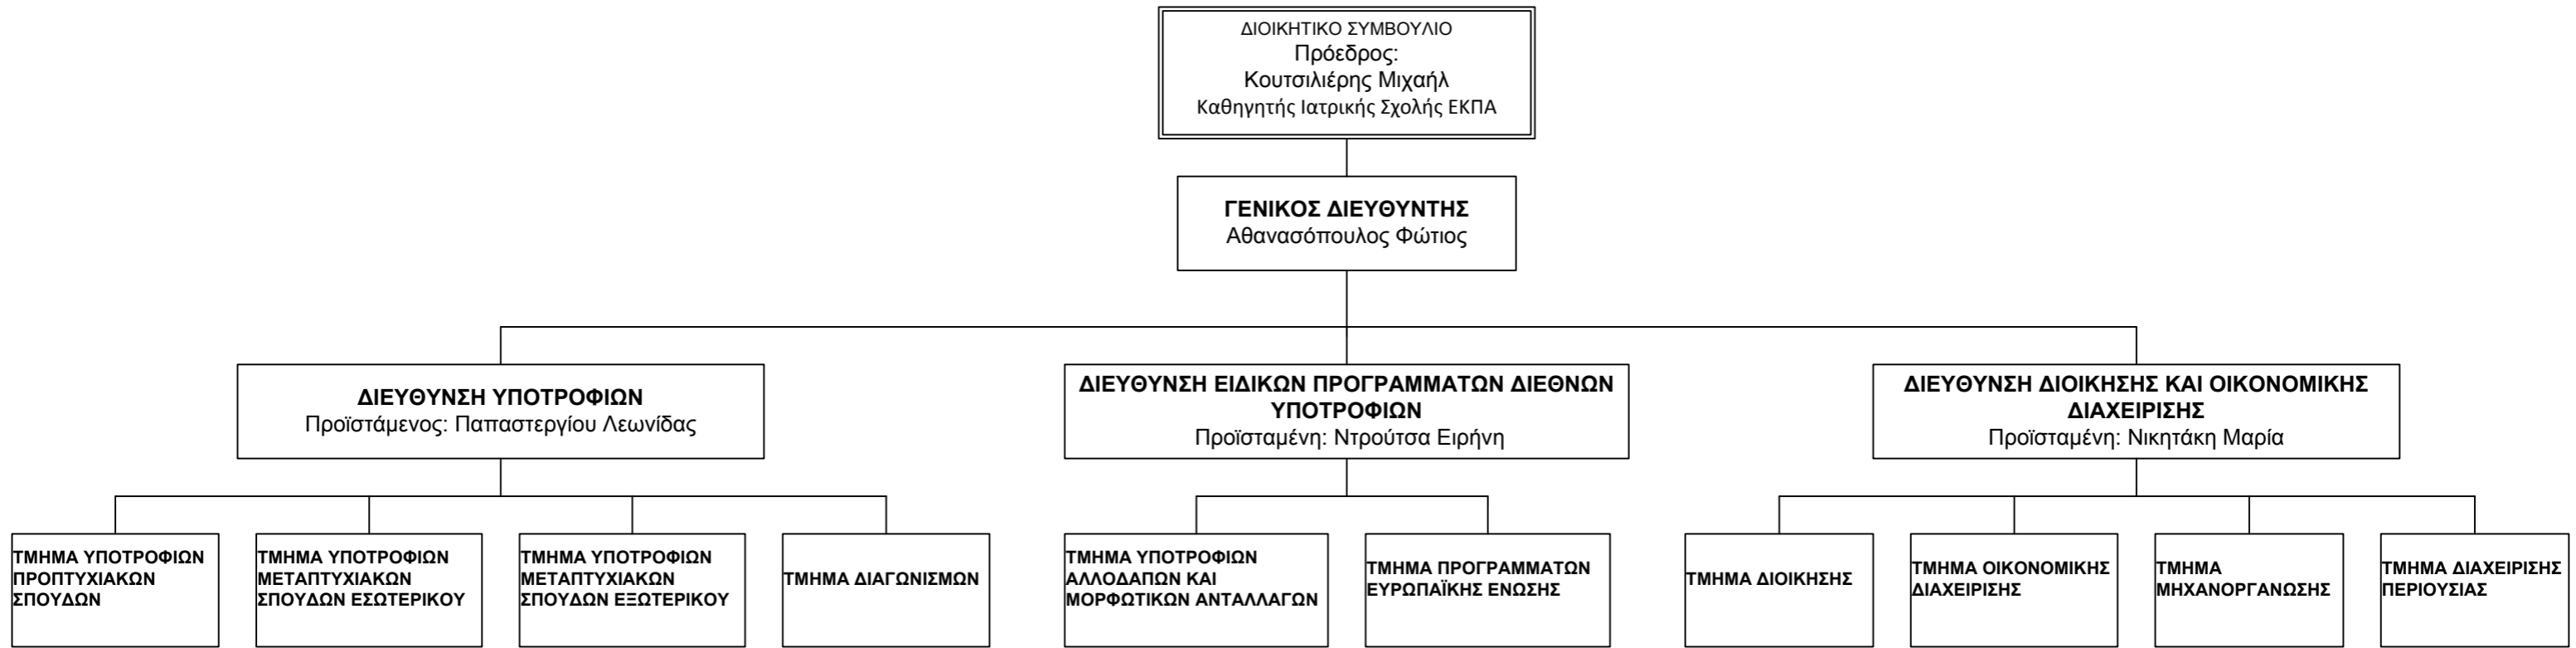 ΔΙΟΙΚΗΤΙΚΟ ΣΥΜΒΟΥΛΙΟ
Πρόεδρος:
Κουτσιλιέρης Μιχαήλ
Καθηγητής Ιατρικής Σχολής ΕΚΠΑ
ΓΕΝΙΚΟΣ ΔΙΕΥΘΥΝΤΗΣ
Αθανασόπουλος Φώτιος
ΔΙΕΥΘΥΝΣΗ ΥΠΟΤΡΟΦΙΩΝ
Προϊστάμενος: Παπαστεργίου Λεωνίδας
ΔΙΕΥΘΥΝΣΗ ΕΙΔΙΚΩΝ ΠΡΟΓΡΑΜΜΑΤΩΝ ΔΙΕΘΝΩΝ
ΥΠΟΤΡΟΦΙΩΝ
Προϊσταμένη: Ντρούτσα Ειρήνη
ΔΙΕΥΘΥΝΣΗ ΔΙΟΙΚΗΣΗΣ ΚΑΙ ΟΙΚΟΝΟΜΙΚΗΣ
ΔΙΑΧΕΙΡΙΣΗΣ
Προϊσταμένη: Νικητάκη Μαρία
ΤΜΗΜΑ ΥΠΟΤΡΟΦΙΩΝ
ΠΡΟΠΤΥΧΙΑΚΩΝ
ΣΠΟΥΔΩΝ
ΤΜΗΜΑ ΥΠΟΤΡΟΦΙΩΝ
ΜΕΤΑΠΤΥΧΙΑΚΩΝ
ΣΠΟΥΔΩΝ ΕΣΩΤΕΡΙΚΟΥ
ΤΜΗΜΑ ΥΠΟΤΡΟΦΙΩΝ
ΜΕΤΑΠΤΥΧΙΑΚΩΝ
ΣΠΟΥΔΩΝ ΕΞΩΤΕΡΙΚΟΥ
ΤΜΗΜΑ ΔΙΑΓΩΝΙΣΜΩΝ
ΤΜΗΜΑ ΥΠΟΤΡΟΦΙΩΝ
ΑΛΛΟΔΑΠΩΝ ΚΑΙ
ΜΟΡΦΩΤΙΚΩΝ ΑΝΤΑΛΛΑΓΩΝ
ΤΜΗΜΑ ΠΡΟΓΡΑΜΜΑΤΩΝ
ΕΥΡΩΠΑΪΚΗΣ ΕΝΩΣΗΣ
ΤΜΗΜΑ ΔΙΟΙΚΗΣΗΣ
ΤΜΗΜΑ ΟΙΚΟΝΟΜΙΚΗΣ
ΔΙΑΧΕΙΡΙΣΗΣ
ΤΜΗΜΑ
ΜΗΧΑΝΟΡΓΑΝΩΣΗΣ
ΤΜΗΜΑ ΔΙΑΧΕΙΡΙΣΗΣ
ΠΕΡΙΟΥΣΙΑΣ